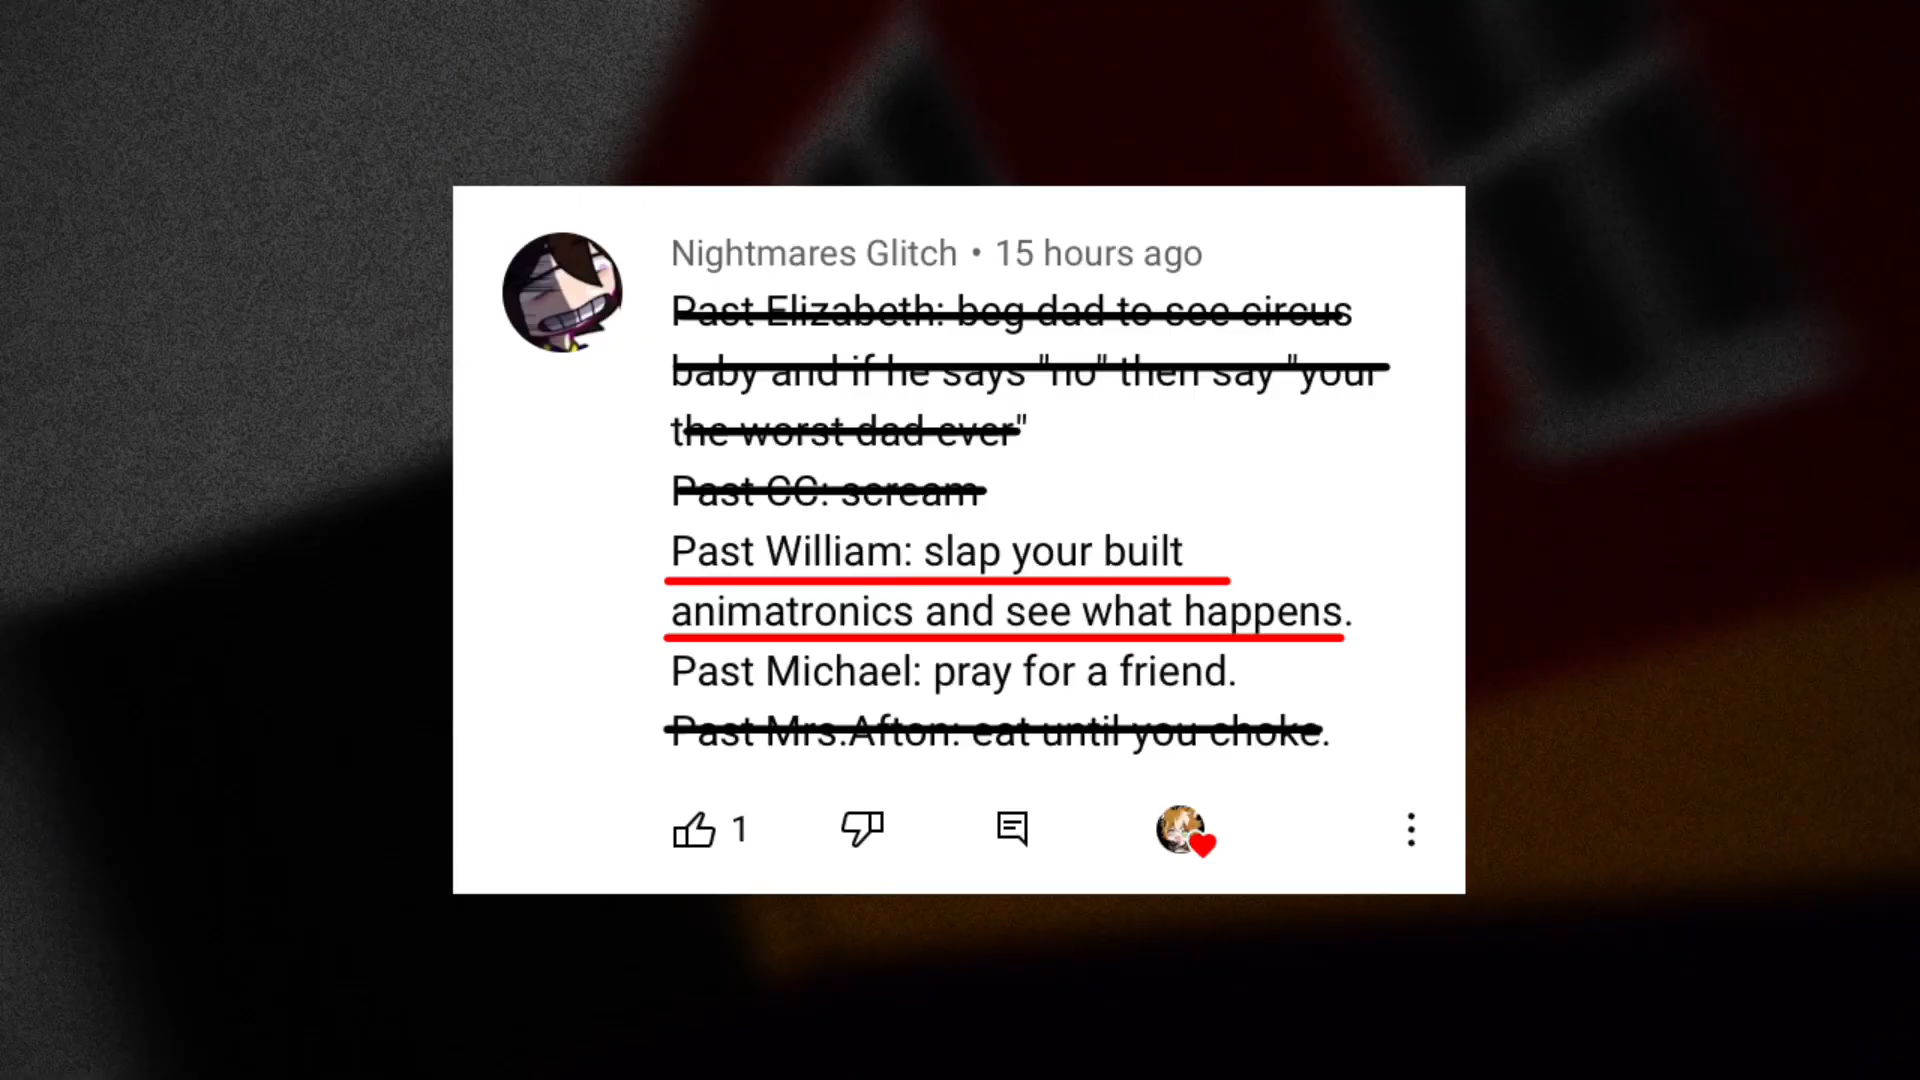 Nightmares Glitch • 15 hours ago
Past Elizabeth: beg dad to see circus
baby and if he says "no" then say "your
the worst dad ever"
Past CC: scream
Past William: slap your built
animatronics and see what happens.
Past Michael: pray for a friend.
Past Mrs.Afton: eat until you choke.
1